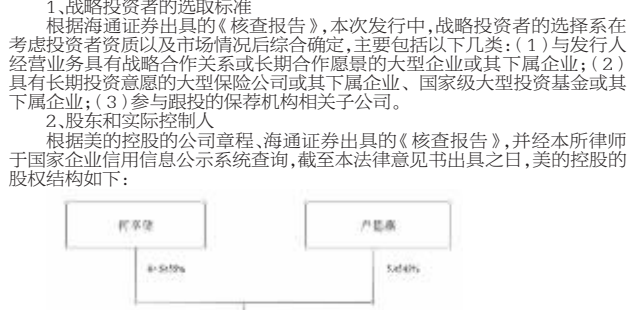 1、战略投资者的选取标准
根据海通证券出具的《核查报告》,本次发行中,战略投资者的选择系在
考虑投资者资质以及市场情况后综合确定,主要包括以下几类:(1)与发行人
经营业务具有战略合作关系或长期合作愿景的大型企业或其下属企业;(2)
具有长期投资意愿的大型保险公司或其下属企业、国家级大型投资基金或其
下属企业;(3)参与跟投的保荐机构相关子公司。
2、股东和实际控制人
根据美的控股的公司章程、海通证券出具的《核查报告》,并经本所律师
于国家企业信用信息公示系统查询,截至本法律意见书出具之日,美的控股的
股权结构如下: